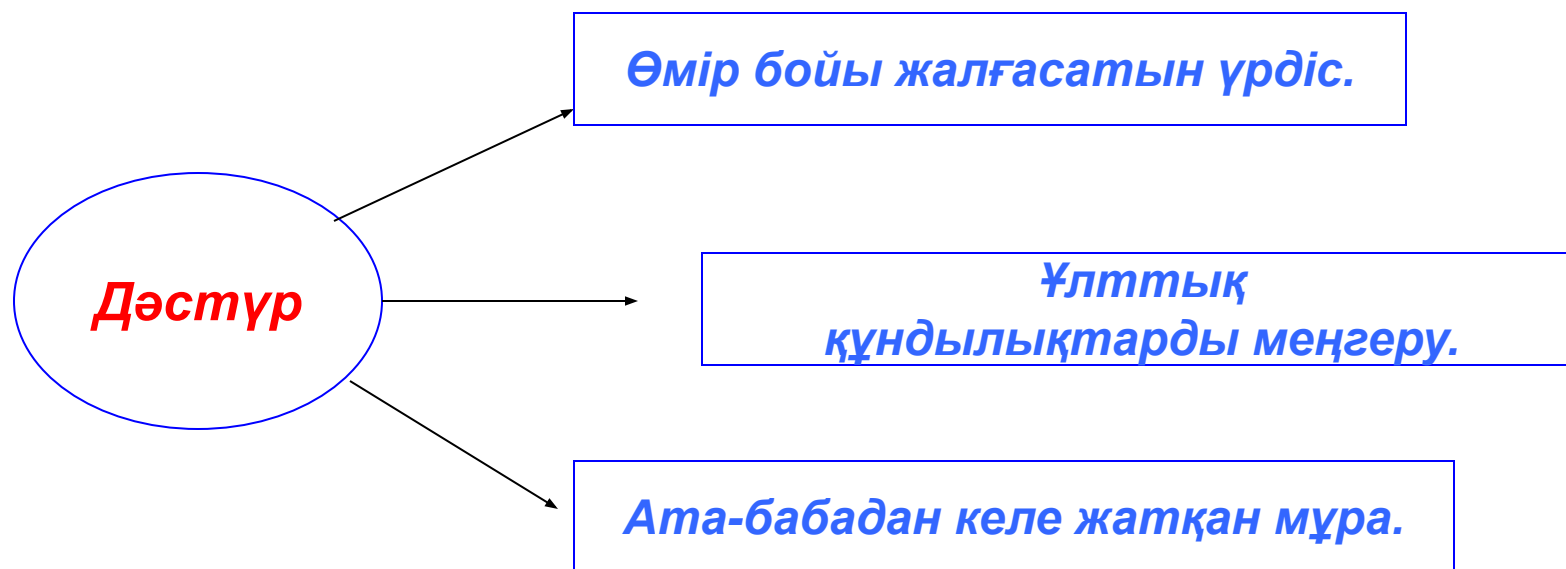 Өмір бойы жалғасатын үрдіс.
Дәстүр
Ұлттық
құндылықтарды меңгеру.
Ата-бабадан келе жатқан мұра.